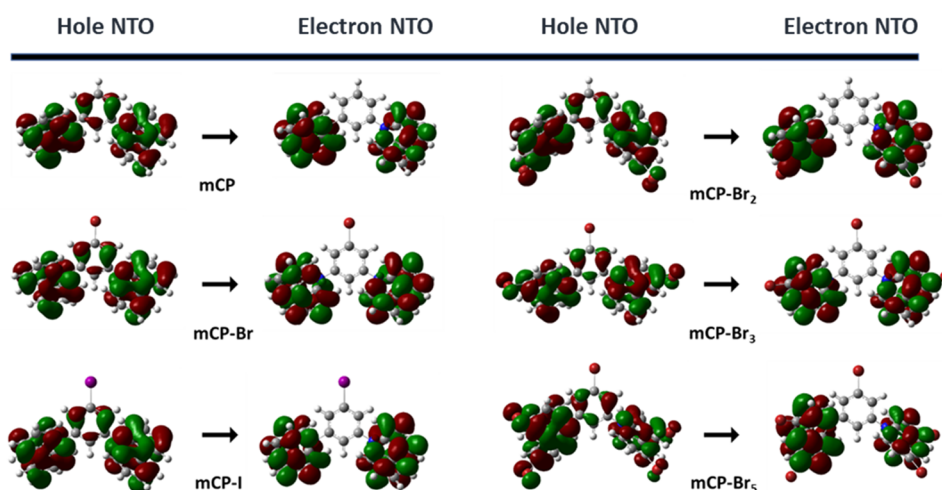 Hole NTO Electron NTO Hole NTO Electron NTO
mCP mCP-Br₂
mCP-Br mCP-Br₃
mCP-I mCP-Br₅